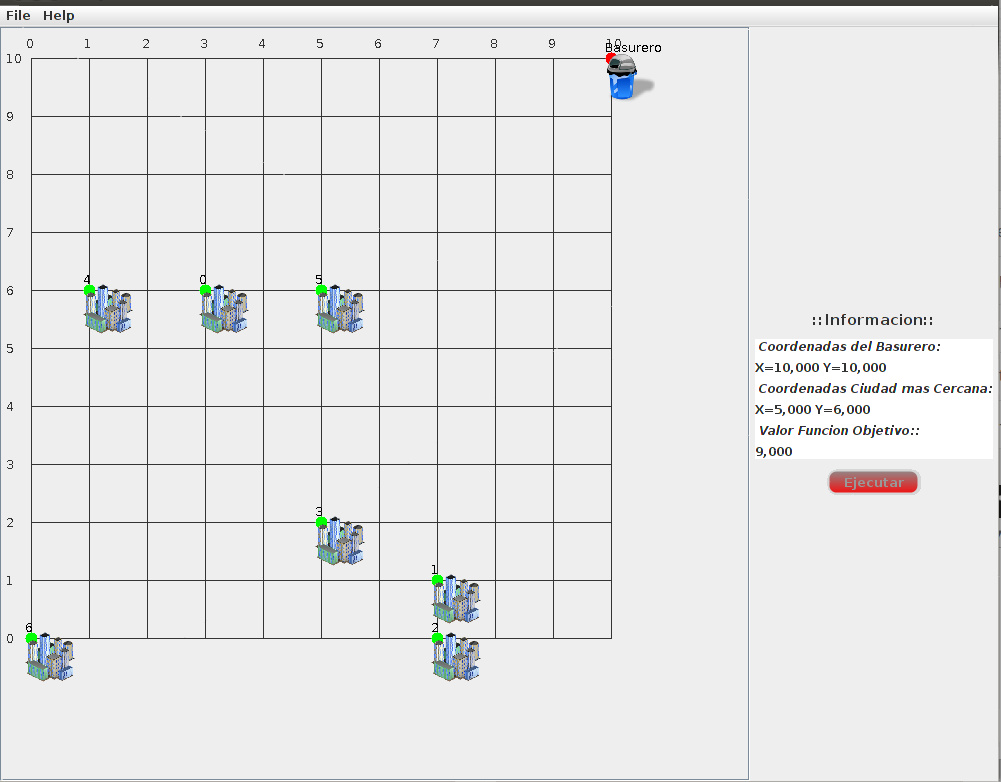 File Help
0 1 2 3 4 5 6 7 8 9 10
Basurero
10
9
8
7
4 0 5
6
5
4
3
3
2
1
1
6 2
0
::Informacion::
Coordenadas del Basurero:
X=10,000 Y=10,000
Coordenadas Ciudad mas Cercana:
X=5,000 Y=6,000
Valor Funcion Objetivo::
9,000
Ejecutar